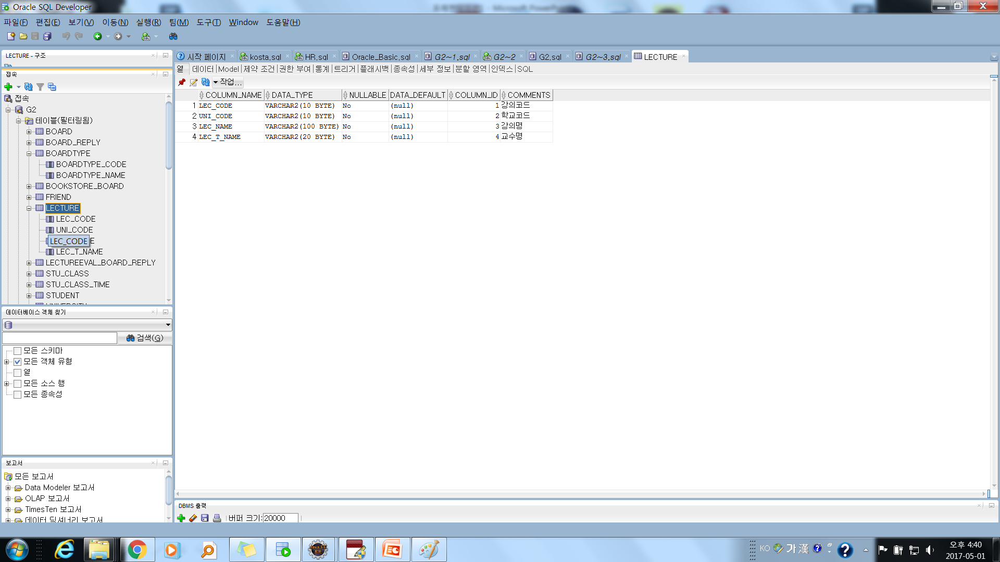 Oracle SQL Developer
파일(F) 편집(E) 보기(V) 이동(N) 실행(R) 팀(M) 도구(T) Window 도움말(H)
LECTURE - 구조
시작 페이지 kosta.sql HR.sql Oracle_Basic.sql G2~1.sql G2~2 G2.sql G2~3.sql LECTURE
열 데이터 Model 제약 조건 권한 부여 통계 트리거 플래시백 종속성 세부 정보 분할 영역 인덱스 SQL
작업...
COLUMN_NAME DATA_TYPE NULLABLE DATA_DEFAULT COLUMN_ID COMMENTS
1 LEC_CODE VARCHAR2(10 BYTE) No (null) 1 강의코드
2 UNI_CODE VARCHAR2(10 BYTE) No (null) 2 학교코드
3 LEC_NAME VARCHAR2(100 BYTE) No (null) 3 강의명
4 LEC_T_NAME VARCHAR2(20 BYTE) No (null) 4 교수명
접속
접속
G2
테이블(필터링됨)
BOARD
BOARD_REPLY
BOARDTYPE
BOARDTYPE_CODE
BOARDTYPE_NAME
BOOKSTORE_BOARD
FRIEND
LECTURE
LEC_CODE
UNI_CODE
LEC_CODE E
LEC_T_NAME
LECTUREEVAL_BOARD_REPLY
STU_CLASS
STU_CLASS_TIME
STUDENT
데이터베이스 객체 찾기
검색(G)
모든 스키마
모든 객체 유형
열
모든 소스 행
모든 종속성
보고서
모든 보고서
Data Modeler 보고서
OLAP 보고서
TimesTen 보고서
데이터 딕셔너리 보고서
DBMS 출력
버퍼 크기: 20000
Java EE
IDE
KO 가 漢
오후 4:40
2017-05-01